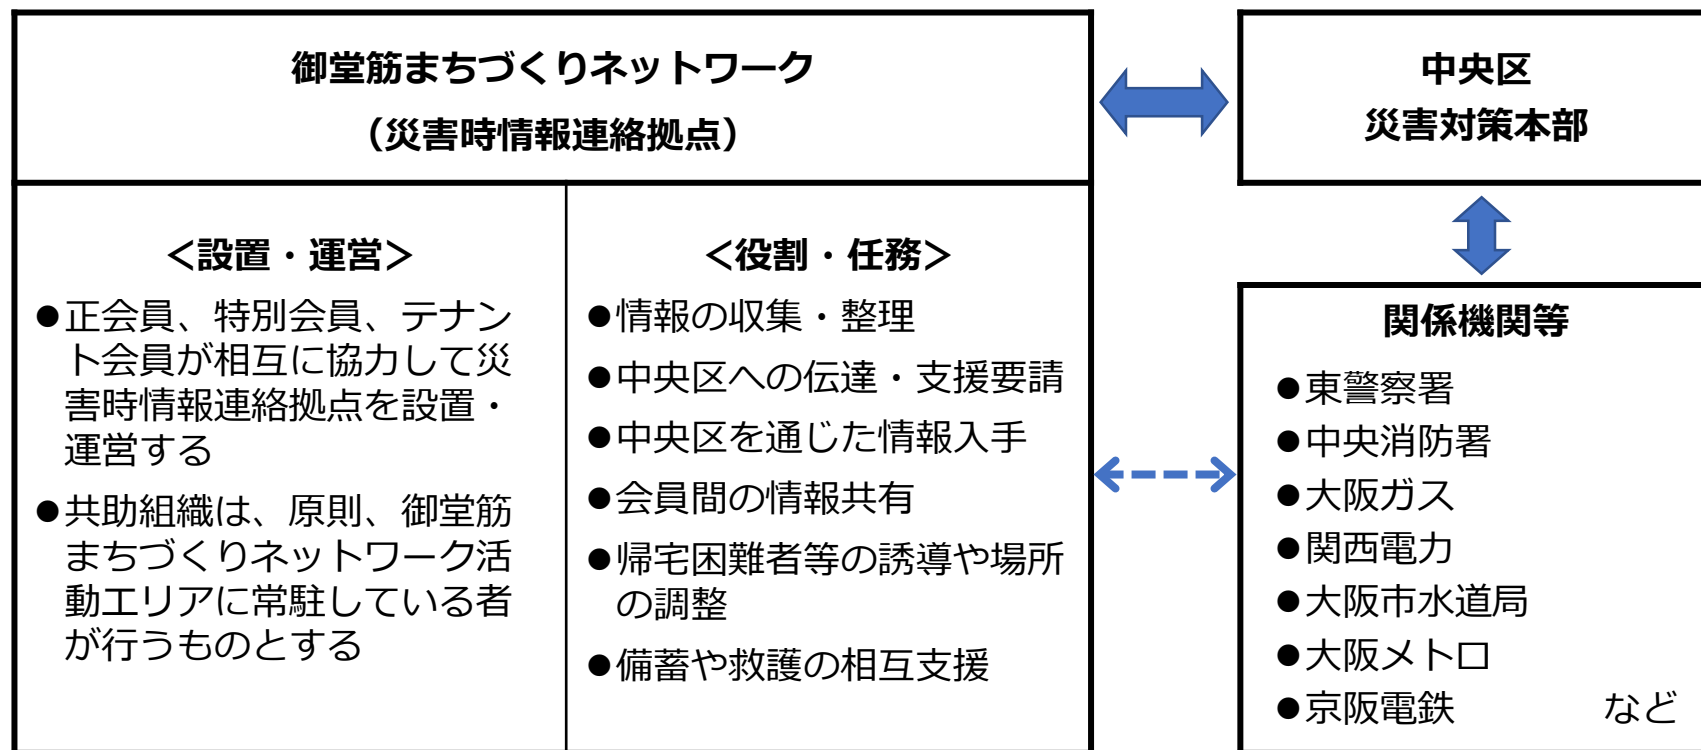 御堂筋まちづくりネットワーク
（災害時情報連絡拠点）
中央区
災害対策本部
＜設置・運営＞
●正会員、特別会員、テナン
ト会員が相互に協力して災
害時情報連絡拠点を設置・
運営する
●共助組織は、原則、御堂筋
まちづくりネットワーク活
動エリアに常駐している者
が行うものとする
＜役割・任務＞
●情報の収集・整理
●中央区への伝達・支援要請
●中央区を通じた情報入手
●会員間の情報共有
●帰宅困難者等の誘導や場所
の調整
●備蓄や救護の相互支援
関係機関等
●東警察署
●中央消防署
●大阪ガス
●関西電力
●大阪市水道局
●大阪メトロ
●京阪電鉄　　　　など